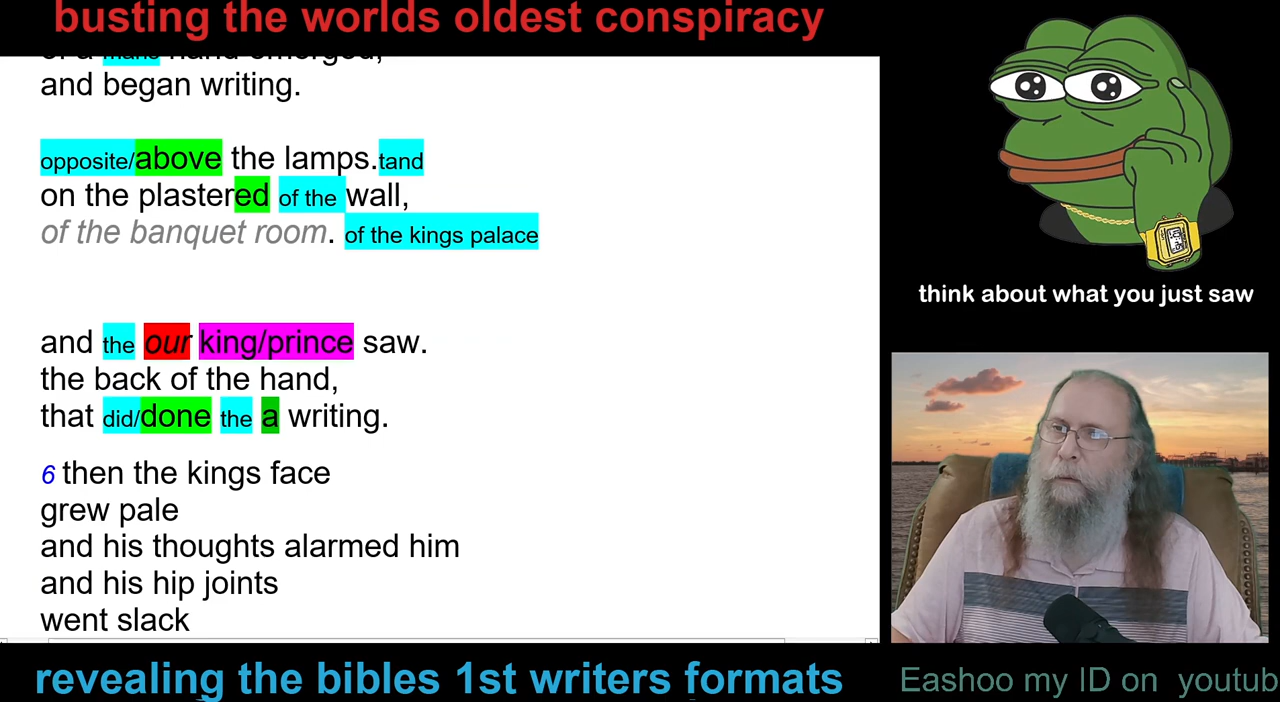 busting the worlds oldest conspiracy
of a mans hand emerged,
and began writing.
opposite/above the lamps.tand
on the plastered of the wall,
of the banquet room. of the kings palace
and the our king/prince saw.
the back of the hand,
that did/done the a writing.
6 then the kings face
grew pale
and his thoughts alarmed him
and his hip joints
went slack
think about what you just saw
revealing the bibles 1st writers formats
Eashoo my ID on youtub